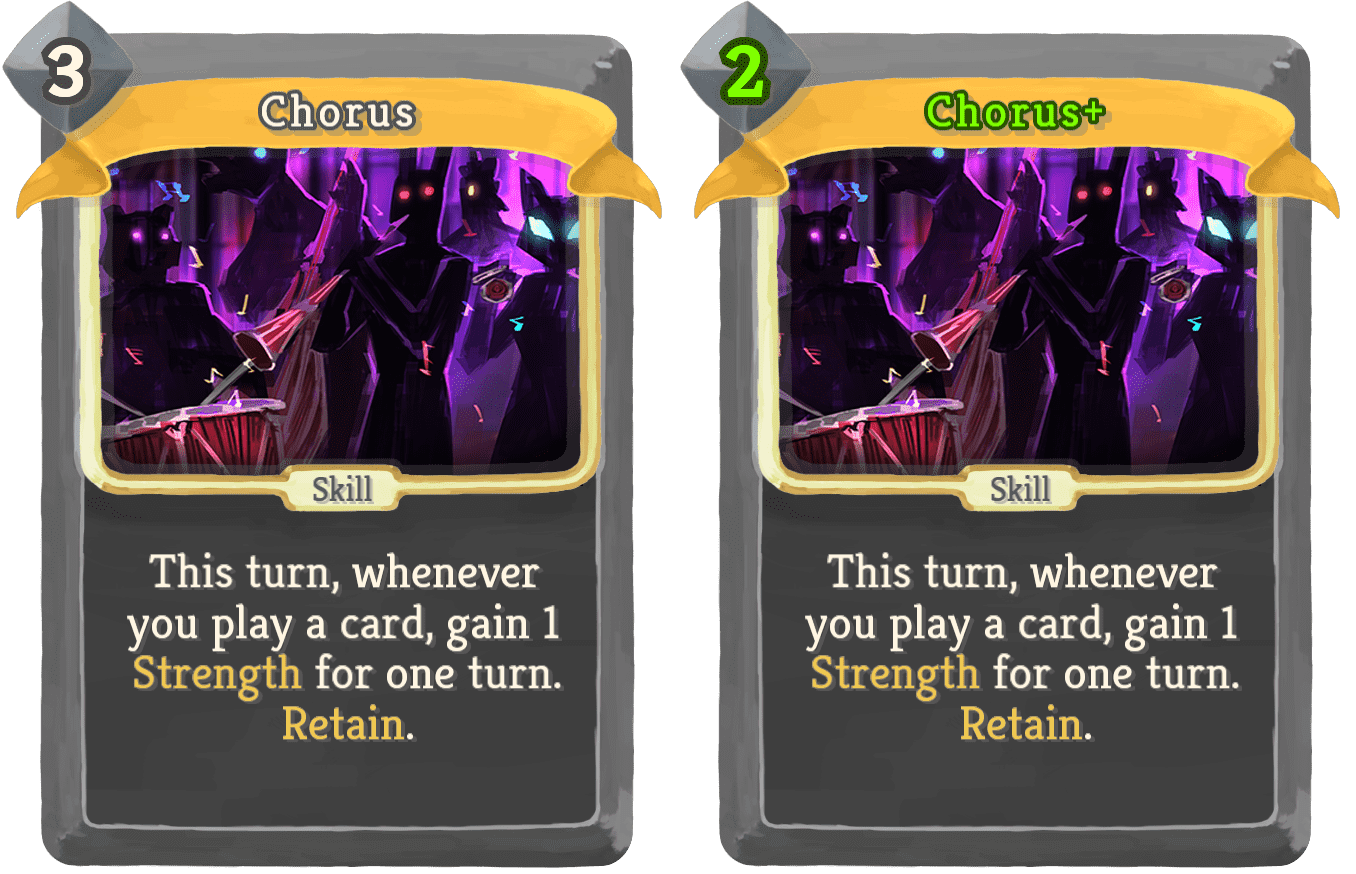 3
Chorus
Skill
This turn, whenever
you play a card, gain 1
Strength for one turn.
Retain.
2
Chorus+
Skill
This turn, whenever
you play a card, gain 1
Strength for one turn.
Retain.